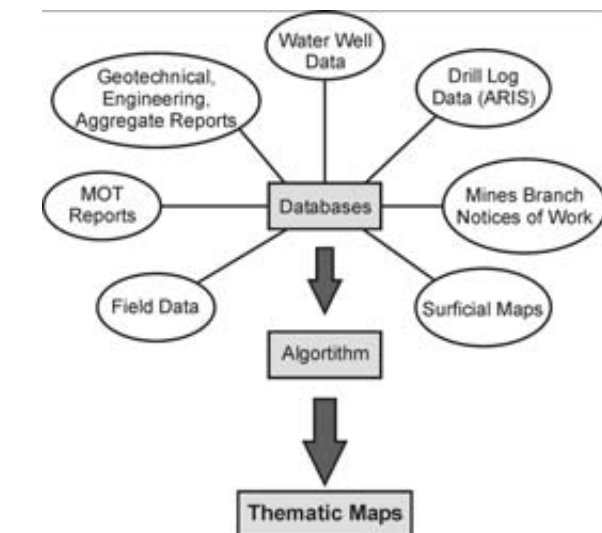 Water Well
Data
Geotechnical,
Engineering,
Aggregate Reports
Drill Log
Data (ARIS)
MOT
Reports
Databases
Mines Branch
Notices of Work
Field Data
Surficial Maps
Algortithm
Thematic Maps